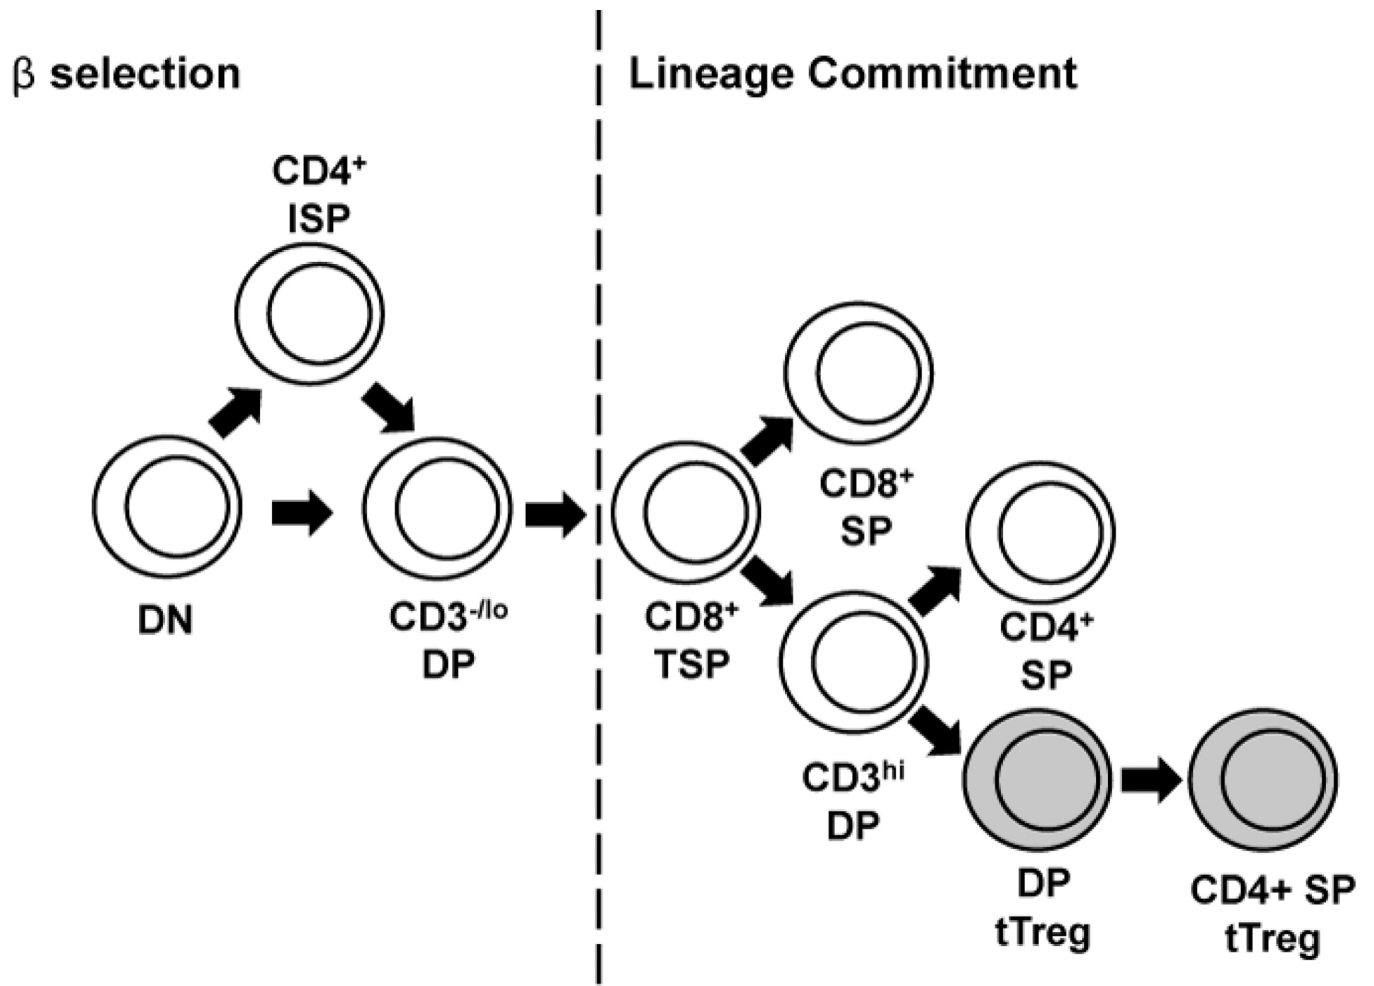 β selection
Lineage Commitment
CD4⁺
ISP
DN
CD3⁻/ˡᵒ
DP
CD8⁺
TSP
CD8⁺
SP
CD4⁺
SP
CD3ʰⁱ
DP
DP
tTreg
CD4+ SP
tTreg